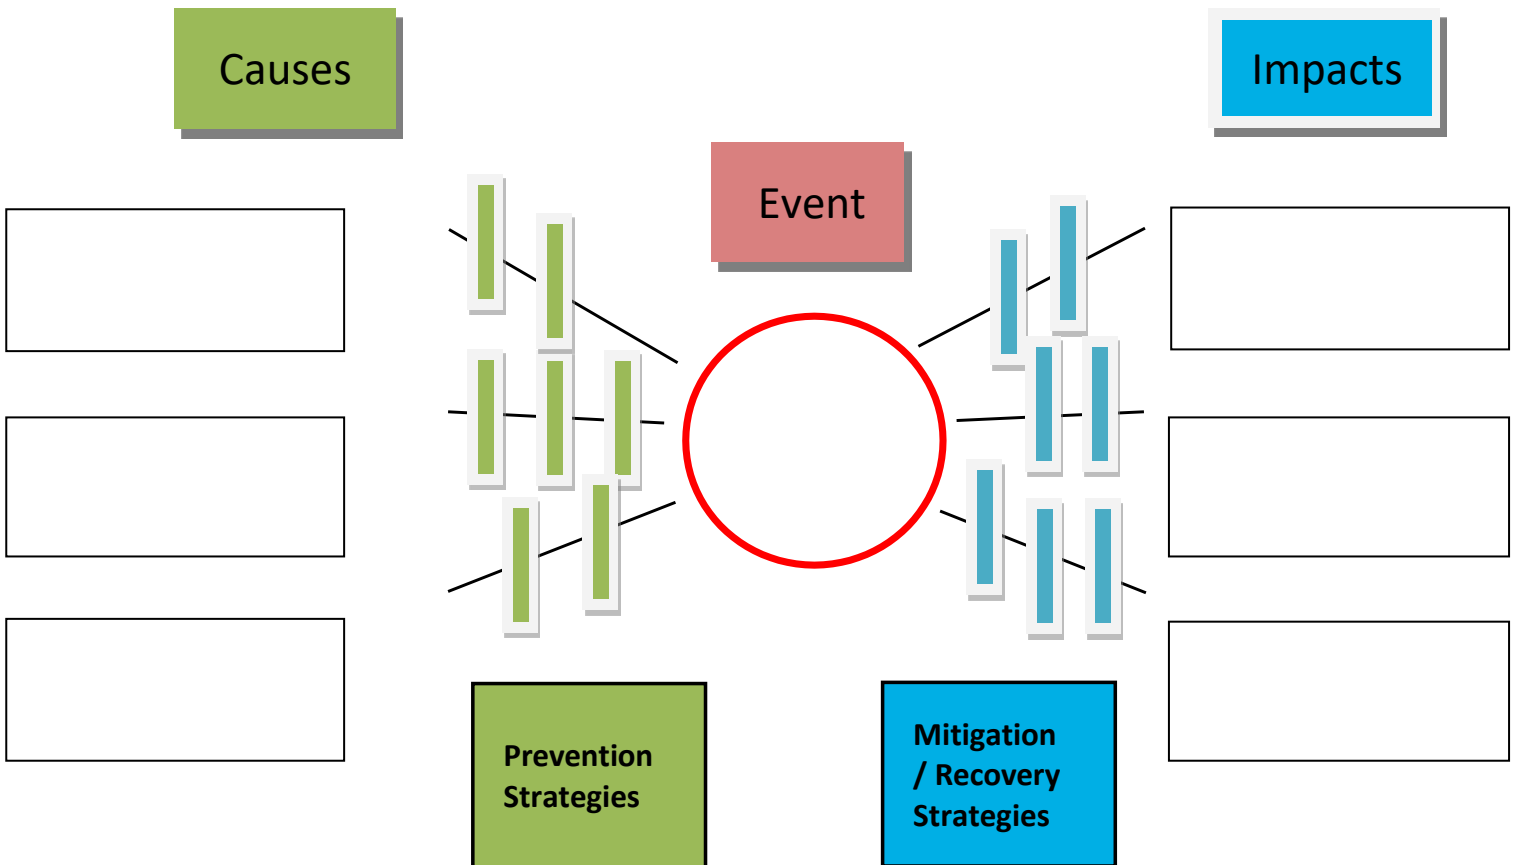 Causes
Impacts
Event
Prevention
Strategies
Mitigation
/ Recovery
Strategies